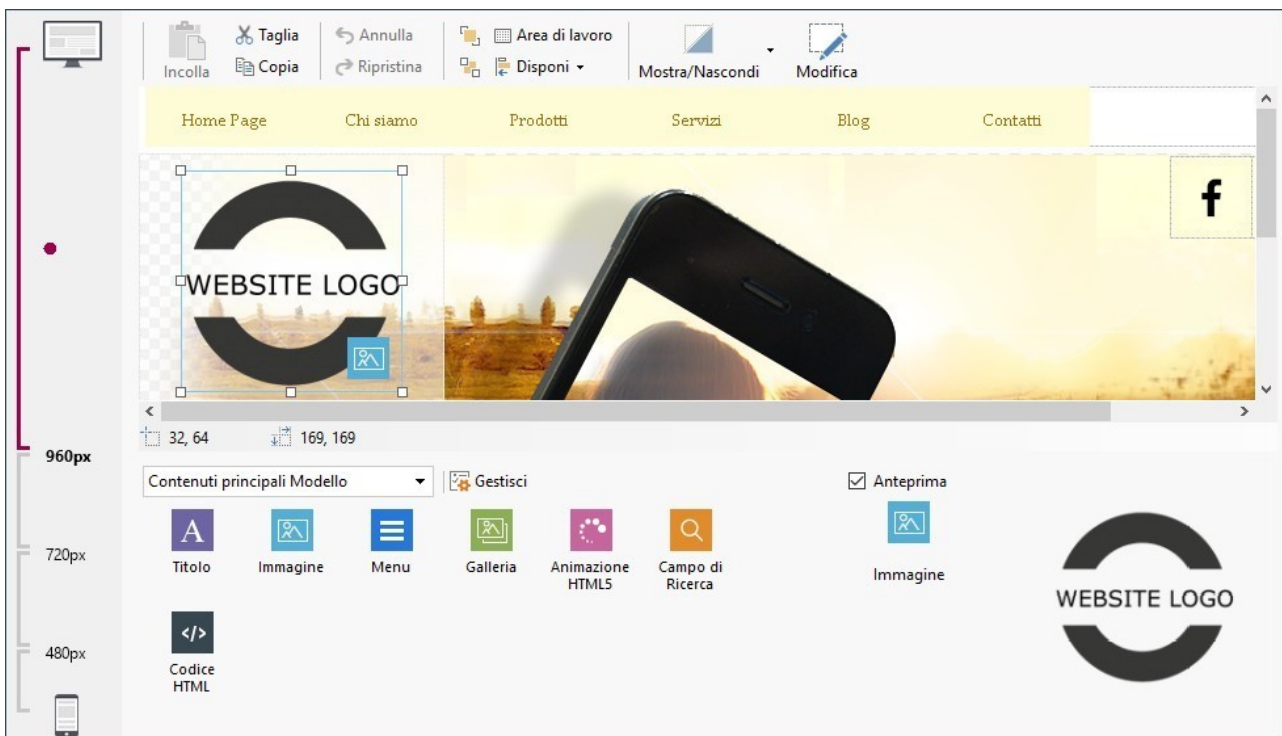 Incolla
Taglia
Copia
Annulla
Ripristina
Area di lavoro
Disponi
Mostra/Nascondi
Modifica
Home Page Chi siamo Prodotti Servizi Blog Contatti
WEBSITE LOGO
f
32, 64 169, 169
960px
720px
480px
Contenuti principali Modello Gestisci
Anteprima
A
Titolo
Immagine
Menu
Galleria
Animazione
HTML5
Campo di
Ricerca
</>
Codice
HTML
Immagine
WEBSITE LOGO